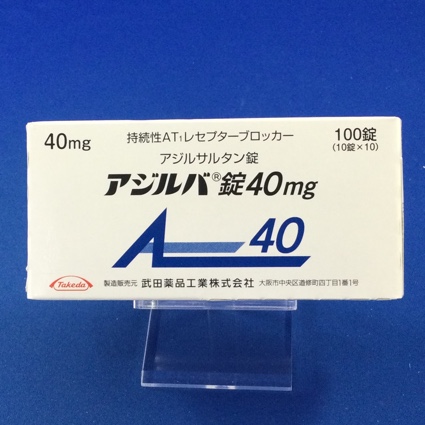 40mg
持続性AT₁レセプターブロッカー
100錠
(10錠×10)
アジルサルタン錠
アジルバ®錠40mg
A 40
Takeda
製造販売元 武田薬品工業株式会社 大阪市中央区道修町四丁目1番1号